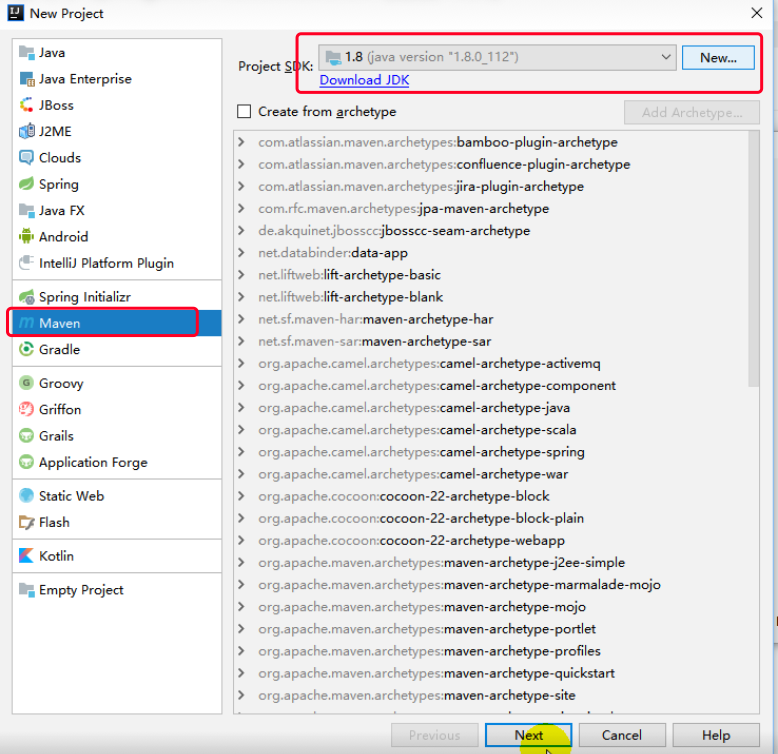 New Project
Java
Java Enterprise
JBoss
J2ME
Clouds
Spring
Java FX
Android
IntelliJ Platform Plugin
Spring Initializr
Maven
Gradle
Groovy
Griffon
Grails
Application Forge
Static Web
Flash
Kotlin
Empty Project
Project SDK: 1.8 (java version "1.8.0_112") New...
Download JDK
Create from archetype Add Archetype...
com.atlassian.maven.archetypes:bamboo-plugin-archetype
com.atlassian.maven.archetypes:confluence-plugin-archetype
com.atlassian.maven.archetypes:jira-plugin-archetype
com.rfc.maven.archetypes:jpa-maven-archetype
de.akquinet.jbosscc:jbosscc-seam-archetype
net.databinder:data-app
net.liftweb:lift-archetype-basic
net.liftweb:lift-archetype-blank
net.sf.maven-har:maven-archetype-har
net.sf.maven-sar:maven-archetype-sar
org.apache.camel.archetypes:camel-archetype-activemq
org.apache.camel.archetypes:camel-archetype-component
org.apache.camel.archetypes:camel-archetype-java
org.apache.camel.archetypes:camel-archetype-scala
org.apache.camel.archetypes:camel-archetype-spring
org.apache.camel.archetypes:camel-archetype-war
org.apache.cocoon:cocoon-22-archetype-block
org.apache.cocoon:cocoon-22-archetype-block-plain
org.apache.cocoon:cocoon-22-archetype-webapp
org.apache.maven.archetypes:maven-archetype-j2ee-simple
org.apache.maven.archetypes:maven-archetype-marmalade-mojo
org.apache.maven.archetypes:maven-archetype-mojo
org.apache.maven.archetypes:maven-archetype-portlet
org.apache.maven.archetypes:maven-archetype-profiles
org.apache.maven.archetypes:maven-archetype-quickstart
org.apache.maven.archetypes:maven-archetype-site
Previous Next Cancel Help